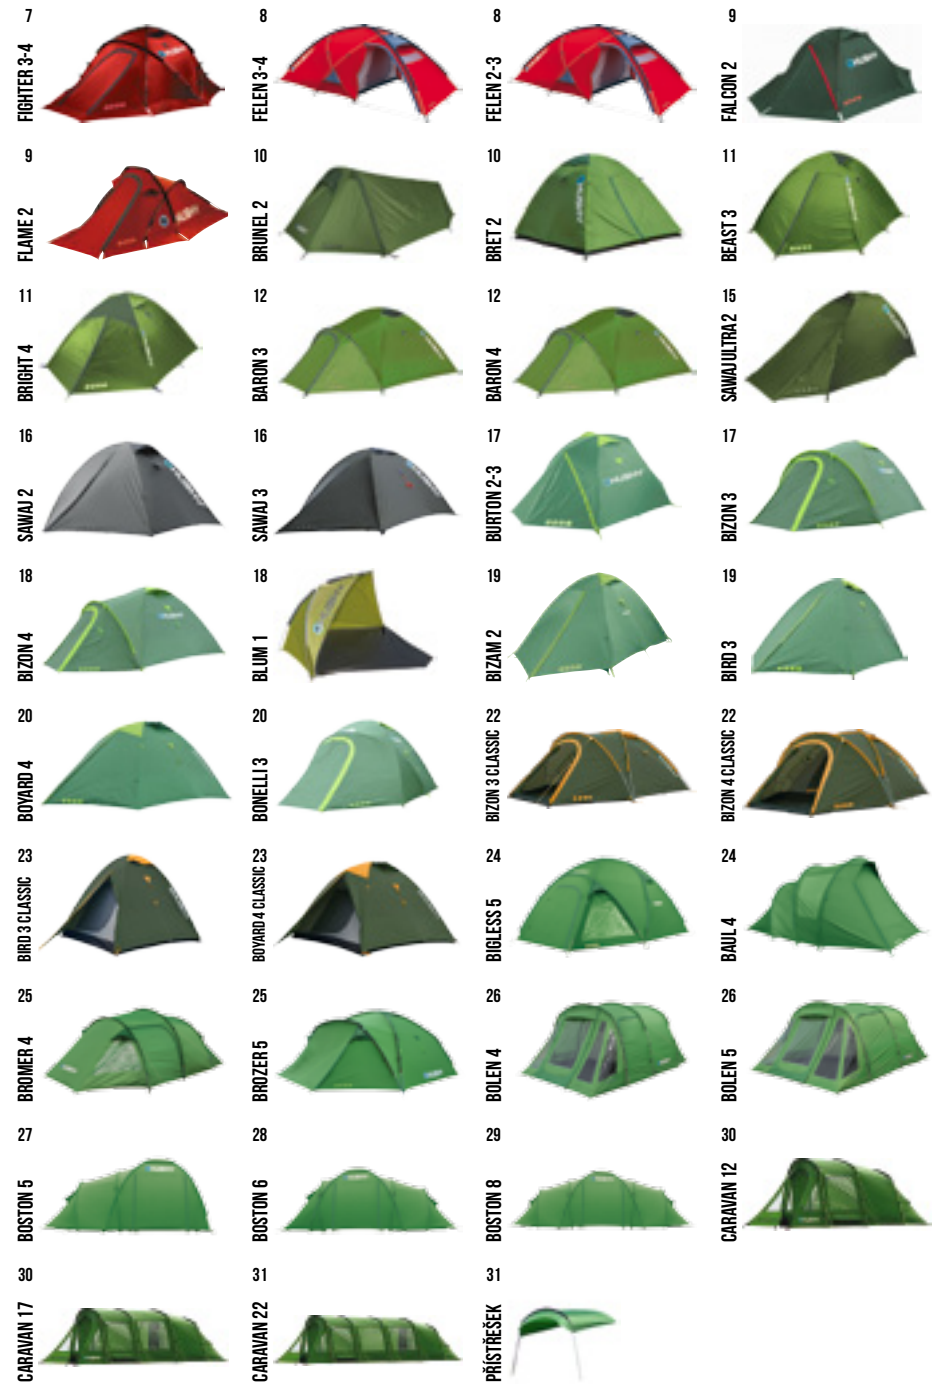 7
FIGHTER 3-4
8
FELEN 3-4
8
FELEN 2-3
9
FALCON 2
9
FLAME 2
10
BRUNEL 2
10
BRET 2
11
BEAST 3
11
BRIGHT 4
12
BARON 3
12
BARON 4
15
SAWAJ ULTRA 2
16
SAWAJ 2
16
SAWAJ 3
17
BURTON 2-3
17
BIZON 3
18
BIZON 4
18
BLUM 1
19
BIZAM 2
19
BIRD 3
20
BOYARD 4
20
BONELLI 3
22
BIZON 3 CLASSIC
22
BIZON 4 CLASSIC
23
BIRD 3 CLASSIC
23
BOYARD 4 CLASSIC
24
BIGLESS 5
24
BAUL 4
25
BROMER 4
25
BROZER 5
26
BOLEN 4
26
BOLEN 5
27
BOSTON 5
28
BOSTON 6
29
BOSTON 8
30
CARAVAN 12
30
CARAVAN 17
31
CARAVAN 22
31
PŘÍSTŘEŠEK